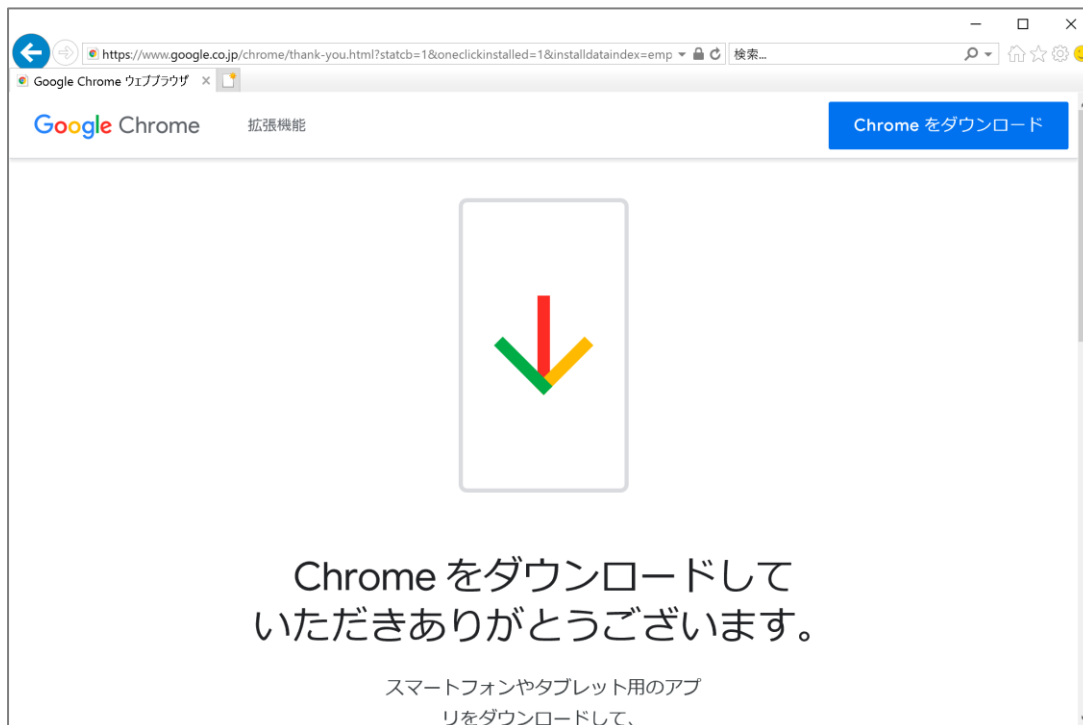 https://www.google.co.jp/chrome/thank-you.html?statcb=1&oneclickinstalled=1&installdataindex=emp
検索...
Google Chrome ウェブブラウザ
Google Chrome
拡張機能
Chrome をダウンロード
Chrome をダウンロードして
いただきありがとうございます。
スマートフォンやタブレット用のアプ
リをダウンロードして、